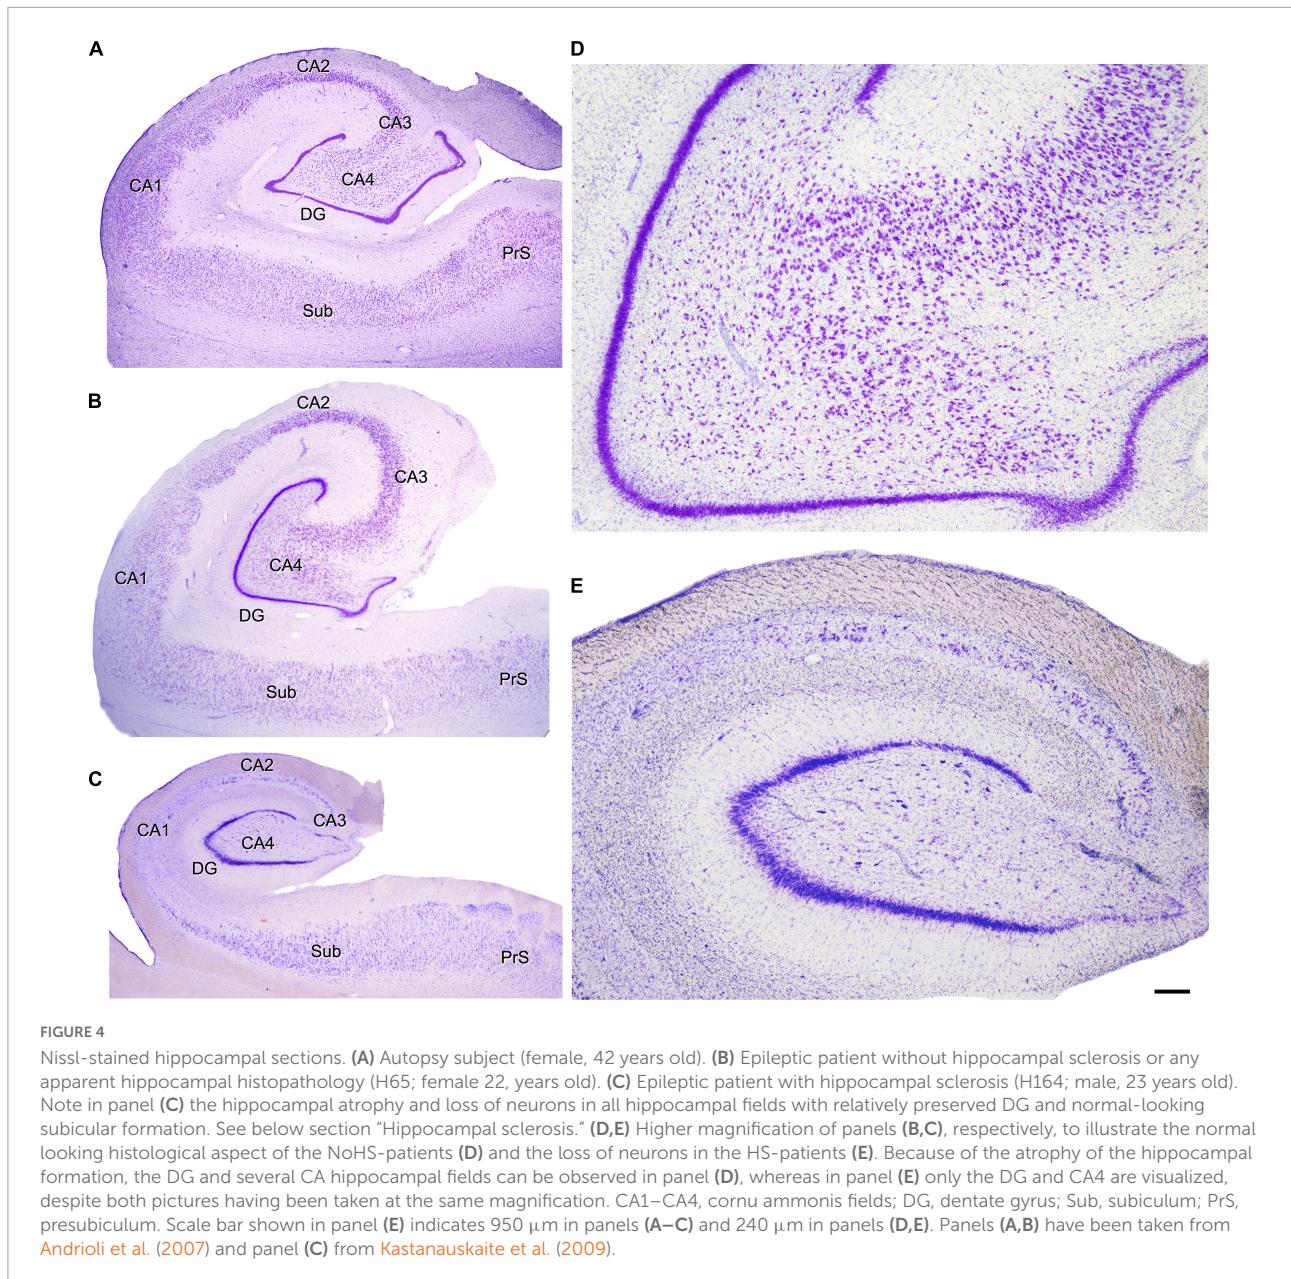 A
CA2
CA3
CA1
CA4
DG
PrS
Sub
B
CA2
CA3
CA4
CA1
DG
PrS
Sub
C
CA2
CA3
CA1
CA4
DG
Sub
PrS
D
E
FIGURE 4
Nissl-stained hippocampal sections. (A) Autopsy subject (female, 42 years old). (B) Epileptic patient without hippocampal sclerosis or any
apparent hippocampal histopathology (H65; female 22, years old). (C) Epileptic patient with hippocampal sclerosis (H164; male, 23 years old).
Note in panel (C) the hippocampal atrophy and loss of neurons in all hippocampal fields with relatively preserved DG and normal-looking
subicular formation. See below section "Hippocampal sclerosis." (D,E) Higher magnification of panels (B,C), respectively, to illustrate the normal
looking histological aspect of the NoHS-patients (D) and the loss of neurons in the HS-patients (E). Because of the atrophy of the hippocampal
formation, the DG and several CA hippocampal fields can be observed in panel (D), whereas in panel (E) only the DG and CA4 are visualized,
despite both pictures having been taken at the same magnification. CA1–CA4, cornu ammonis fields; DG, dentate gyrus; Sub, subiculum; PrS,
presubiculum. Scale bar shown in panel (E) indicates 950 μm in panels (A–C) and 240 μm in panels (D,E). Panels (A,B) have been taken from
Andrioli et al. (2007) and panel (C) from Kastanauskaite et al. (2009).